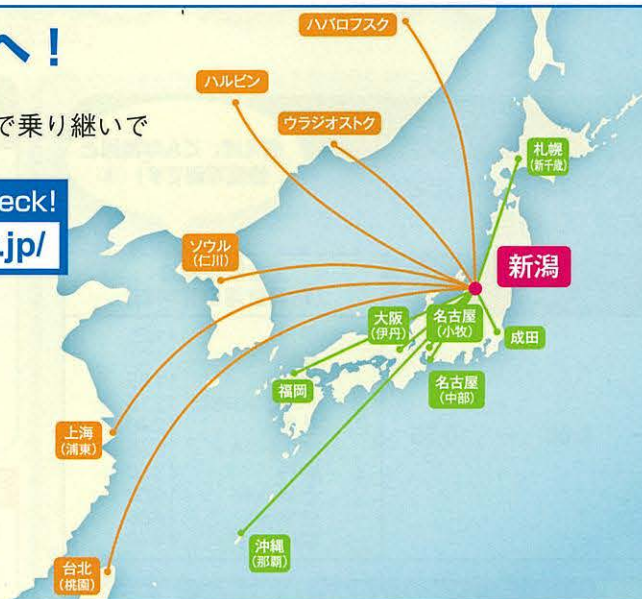 へ！
で乗り継いで
eck!
.jp/
ハバロフスク
ハルビン
ウラジオストク
札幌
(新千歳)
ソウル
(仁川)
新潟
大阪
(伊丹)
名古屋
(小牧)
成田
福岡
名古屋
(中部)
上海
(浦東)
沖縄
(那覇)
台北
(桃園)